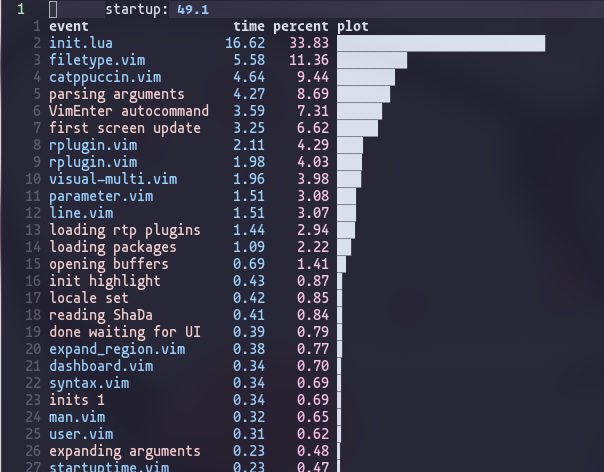 1 startup: 49.1
1 event time percent plot
2 init.lua 16.62 33.83
3 filetype.vim 5.58 11.36
4 catppuccin.vim 4.64 9.44
5 parsing arguments 4.27 8.69
6 VimEnter autocommand 3.59 7.31
7 first screen update 3.25 6.62
8 rplugin.vim 2.11 4.29
9 rplugin.vim 1.98 4.03
10 visual-multi.vim 1.96 3.98
11 parameter.vim 1.51 3.08
12 line.vim 1.51 3.07
13 loading rtp plugins 1.44 2.94
14 loading packages 1.09 2.22
15 opening buffers 0.69 1.41
16 init highlight 0.43 0.87
17 locale set 0.42 0.85
18 reading ShaDa 0.41 0.84
19 done waiting for UI 0.39 0.79
20 expand_region.vim 0.38 0.77
21 dashboard.vim 0.34 0.70
22 syntax.vim 0.34 0.69
23 inits 1 0.34 0.69
24 man.vim 0.32 0.65
25 user.vim 0.31 0.62
26 expanding arguments 0.23 0.48
27 startuptime.vim 0.23 0.47